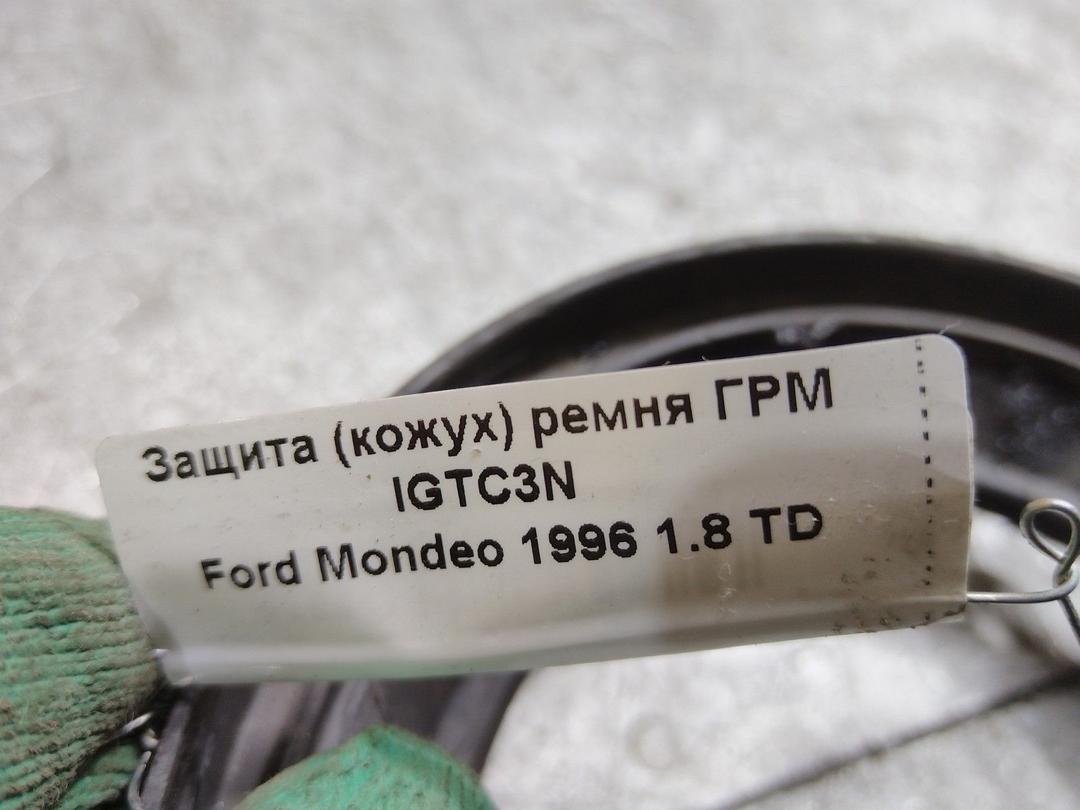 Защита (кожух) ремня ГРМ
IGTC3N
Ford Mondeo 1996 1.8 TD